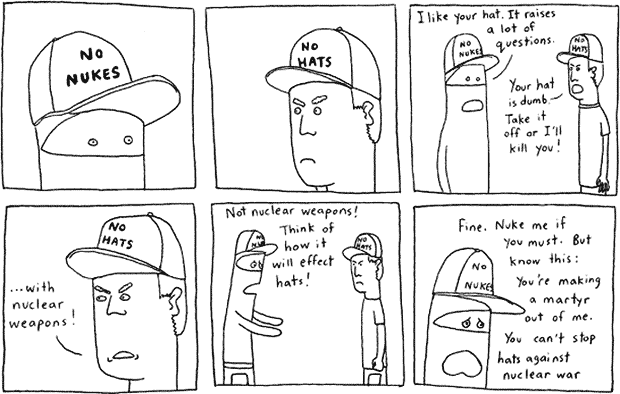 NO
NUKES
NO
HATS
I like your hat. It raises
a lot of
questions.
NO
NUKES
NO
HATS
Your hat
is dumb.
Take it
off or I'll
kill you!
NO
HATS
...with
nuclear
weapons!
Not nuclear weapons!
Think of
how it
will effect
hats!
NO
NUK
NO
HATS
Fine. Nuke me if
you must. But
know this:
You're making
a martyr
out of me.
You can't stop
hats against
nuclear war
NO
NUKES